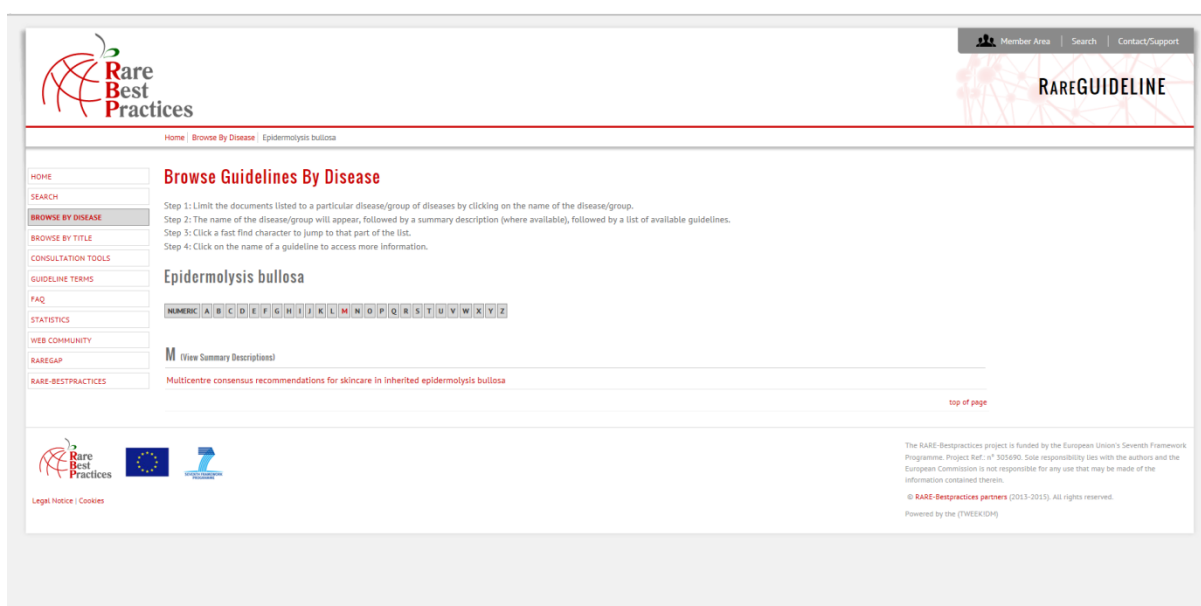 Rare
Best
Practices
Member Area | Search | Contact/Support
RAREGUIDELINE
Home | Browse By Disease | Epidermolysis bullosa
HOME
SEARCH
BROWSE BY DISEASE
BROWSE BY TITLE
CONSULTATION TOOLS
GUIDELINE TERMS
FAQ
STATISTICS
WEB COMMUNITY
RAREGAP
RARE-BESTPRACTICES
Browse Guidelines By Disease
Step 1: Limit the documents listed to a particular disease/group of diseases by clicking on the name of the disease/group.
Step 2: The name of the disease/group will appear, followed by a summary description (where available), followed by a list of available guidelines.
Step 3: Click a fast find character to jump to that part of the list.
Step 4: Click on the name of a guideline to access more information.
Epidermolysis bullosa
NUMERIC A B C D E F G H I J K L M N O P Q R S T U V W X Y Z
M (View Summary Descriptions)
Multicentre consensus recommendations for skincare in inherited epidermolysis bullosa
top of page
Rare
Best
Practices
SEVENTH FRAMEWORK
PROGRAMME
Legal Notice | Cookies
The RARE-Bestpractices project is funded by the European Union's Seventh Framework
Programme. Project Ref.: n° 305690. Sole responsibility lies with the authors and the
European Commission is not responsible for any use that may be made of the
information contained therein.
© RARE-Bestpractices partners (2013-2015). All rights reserved.
Powered by the (TWEEK!DM)